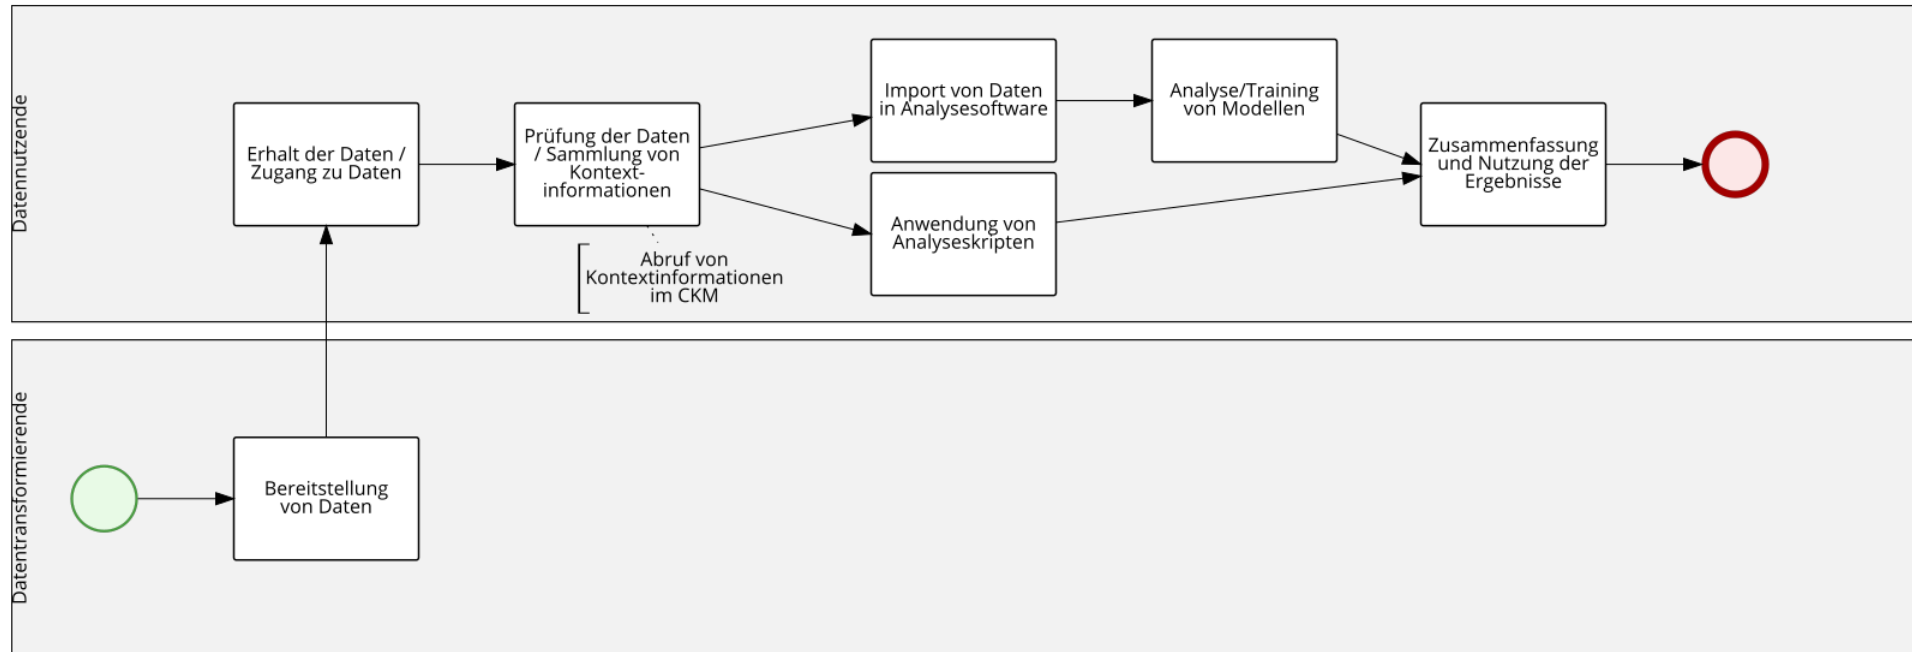 Datennutzende
Erhalt der Daten /
Zugang zu Daten
Prüfung der Daten
/ Sammlung von
Kontext-
informationen
Abruf von
Kontextinformationen
im CKM
Import von Daten
in Analysesoftware
Analyse/Training
von Modellen
Anwendung von
Analyseskripten
Zusammenfassung
und Nutzung der
Ergebnisse
Datentransformierende
Bereitstellung
von Daten